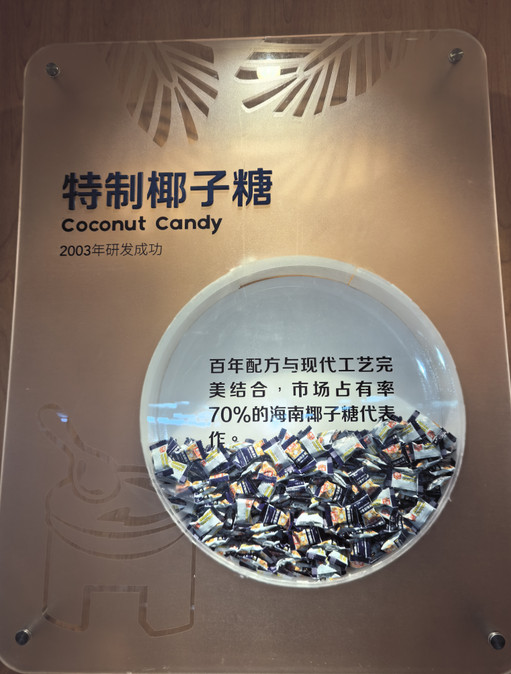 特制椰子糖
Coconut Candy
2003年研发成功
百年配方与现代工艺完
美结合，市场占有率
70%的海南椰子糖代表
作。